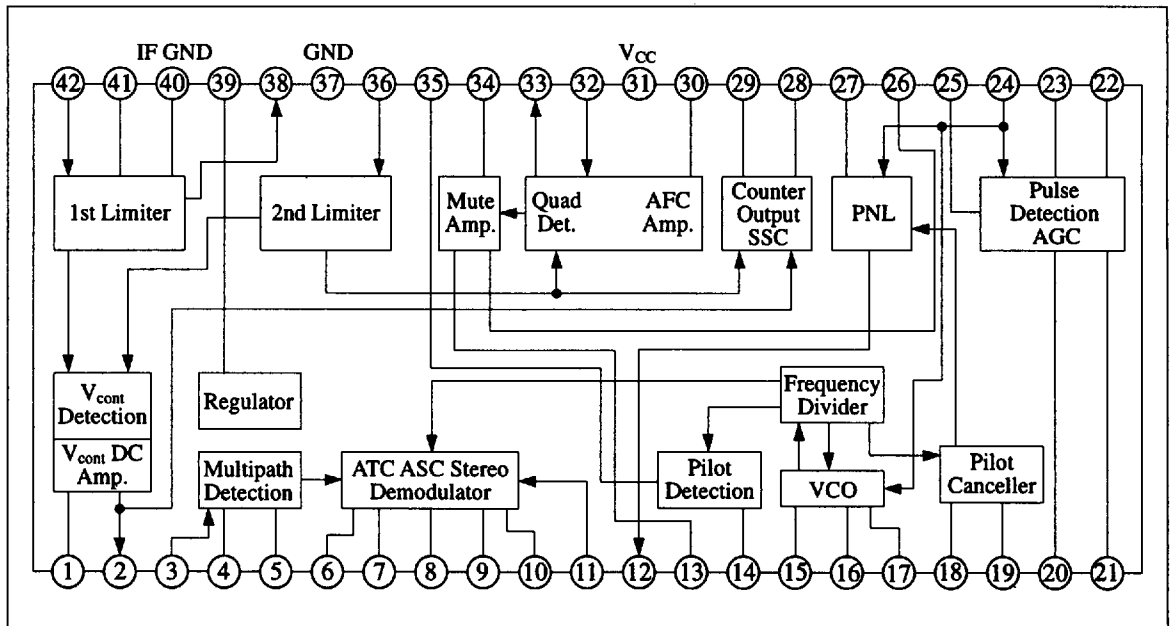 IF GND
GND
V_CC
42 41 40 39 38 37 36 35 34 33 32 31 30 29 28 27 26 25 24 23 22
1st Limiter
2nd Limiter
Mute
Amp.
Quad
Det.
AFC
Amp.
Counter
Output
SSC
PNL
Pulse
Detection
AGC
V_cont
Detection
V_cont DC
Amp.
Regulator
Multipath
Detection
ATC ASC Stereo
Demodulator
Pilot
Detection
Frequency
Divider
VCO
Pilot
Canceller
1 2 3 4 5 6 7 8 9 10 11 12 13 14 15 16 17 18 19 20 21